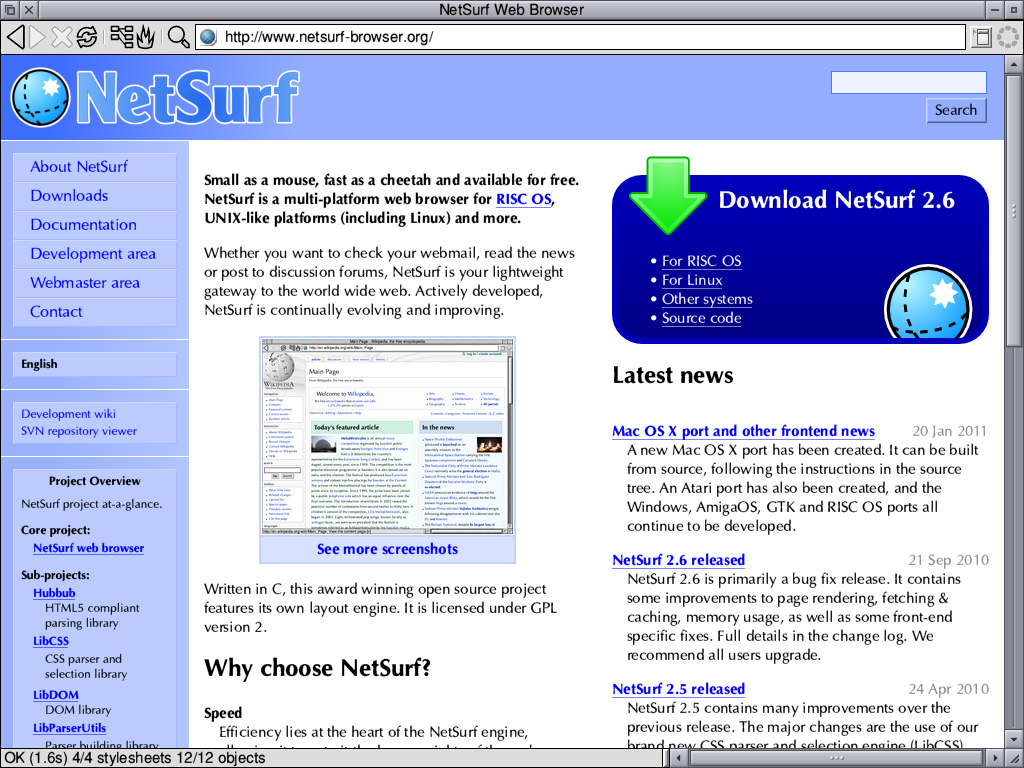 NetSurf Web Browser
http://www.netsurf-browser.org/
NetSurf
Search
About NetSurf
Downloads
Documentation
Development area
Webmaster area
Contact
English
Development wiki
SVN repository viewer
Project Overview
NetSurf project at-a-glance.
Core project:
NetSurf web browser
Sub-projects:
Hubbub
HTML5 compliant
parsing library
LibCSS
CSS parser and
selection library
LibDOM
DOM library
LibParserUtils
Parser building library
Small as a mouse, fast as a cheetah and available for free.
NetSurf is a multi-platform web browser for RISC OS,
UNIX-like platforms (including Linux) and more.
Whether you want to check your webmail, read the news
or post to discussion forums, NetSurf is your lightweight
gateway to the world wide web. Actively developed,
NetSurf is continually evolving and improving.
Main Page
Welcome to Wikipedia,
Today's featured article
In the news
See more screenshots
Written in C, this award winning open source project
features its own layout engine. It is licensed under GPL
version 2.
Why choose NetSurf?
Speed
Efficiency lies at the heart of the NetSurf engine,
Download NetSurf 2.6
• For RISC OS
• For Linux
• Other systems
• Source code
Latest news
Mac OS X port and other frontend news 20 Jan 2011
A new Mac OS X port has been created. It can be built
from source, following the instructions in the source
tree. An Atari port has also been created and the
Windows, AmigaOS, GTK and RISC OS ports all
continue to be developed.
NetSurf 2.6 released 21 Sep 2010
NetSurf 2.6 is primarily a bug fix release. It contains
some improvements to page rendering, fetching &
caching, memory usage, as well as some front-end
specific fixes. Full details in the change log. We
recommend all users upgrade.
NetSurf 2.5 released 24 Apr 2010
NetSurf 2.5 contains many improvements over the
previous release. The major changes are the use of our
brand new CSS parser and selection engine (LibCSS)
OK (1.6s) 4/4 stylesheets 12/12 objects